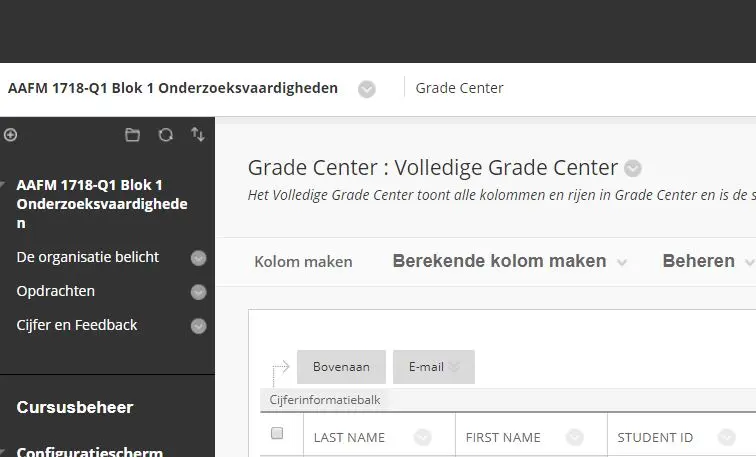 AAFM 1718-Q1 Blok 1 Onderzoeksvaardigheden
Grade Center
AAFM 1718-Q1 Blok 1
Onderzoeksvaardighede
n
De organisatie belicht
Opdrachten
Cijfer en Feedback
Cursusbeheer
Configuratiescherm
Grade Center : Volledige Grade Center
Het Volledige Grade Center toont alle kolommen en rijen in Grade Center en is de s
Kolom maken Berekende kolom maken Beheren
Bovenaan E-mail
Cijferinformatiebalk
LAST NAME FIRST NAME STUDENT ID